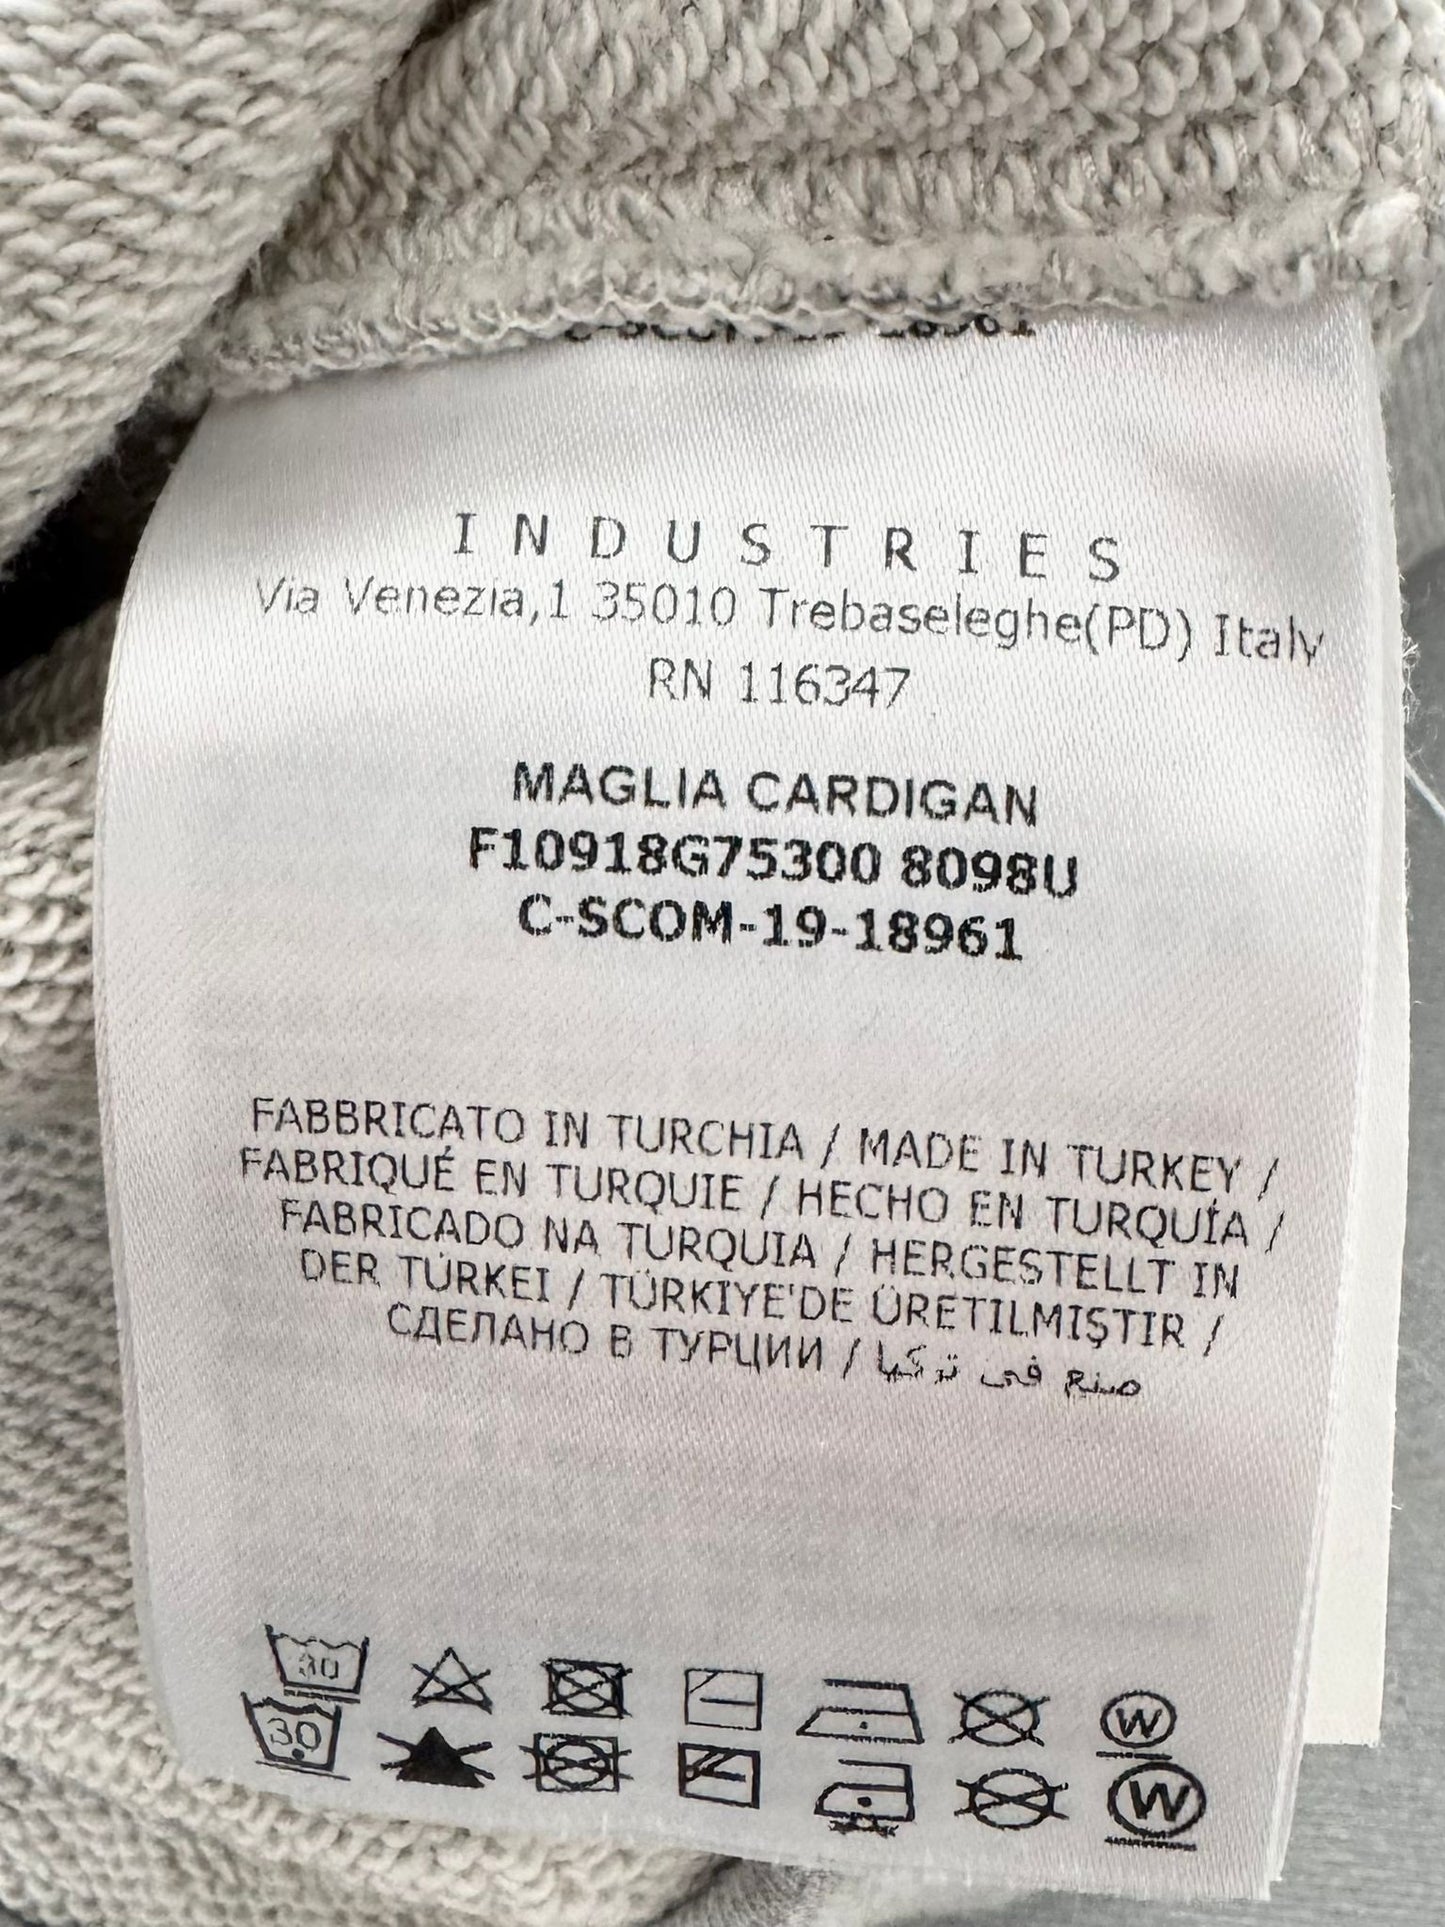 INDUSTRIES
Via Venezia,1 35010 Trebaseleghe(PD) Italy
RN 116347
MAGLIA CARDIGAN
F10918G75300 8098U
C-SCOM-19-18961
FABBRICATO IN TURCHIA / MADE IN TURKEY /
FABRIQUÉ EN TURQUIE / HECHO EN TURQUÍA /
FABRICADO NA TURQUIA / HERGESTELLT IN
DER TÜRKEI / TÜRKIYE'DE ÜRETILMIŞTIR /
СДЕЛАНО В ТУРЦИИ / صنع في تركيا
30 W
30 W